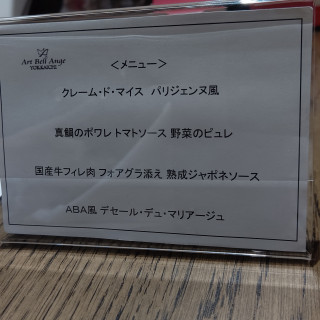 Art Bell Ange
YOKKAICHI
＜メニュー＞
クレーム・ド・マイス パリジェンヌ風
真鯛のポワレ トマトソース 野菜のピュレ
国産牛フィレ肉 フォアグラ添え 熟成ジャポネソース
ＡＢＡ風 デセール・デュ・マリアージュ